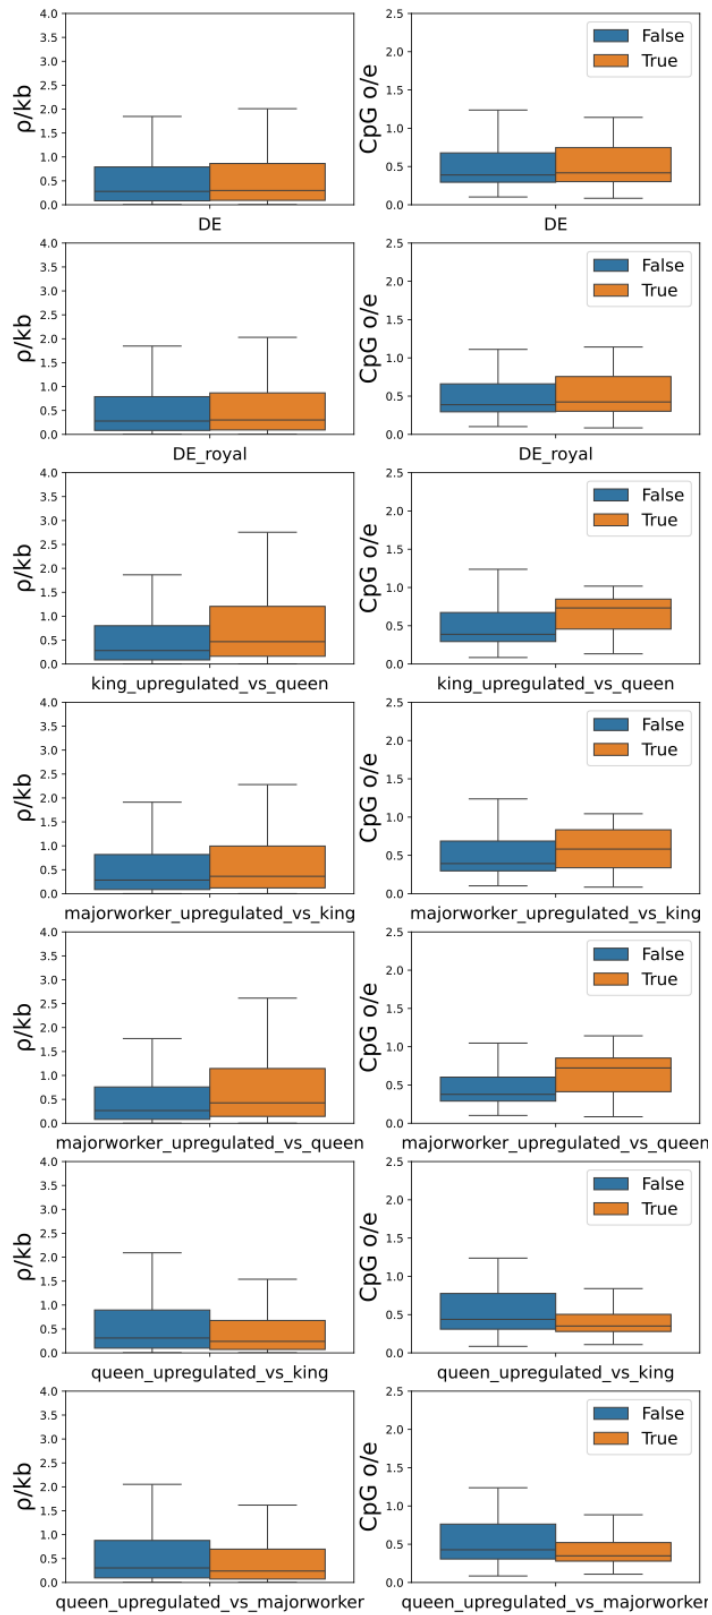 4.0
3.5
3.0
2.5
2.0
1.5
1.0
0.5
0.0
ρ/kb
DE
2.5
2.0
1.5
1.0
0.5
0.0
CpG o/e
False
True
DE
4.0
3.5
3.0
2.5
2.0
1.5
1.0
0.5
0.0
ρ/kb
DE_royal
2.5
2.0
1.5
1.0
0.5
0.0
CpG o/e
False
True
DE_royal
4.0
3.5
3.0
2.5
2.0
1.5
1.0
0.5
0.0
ρ/kb
king_upregulated_vs_queen
2.5
2.0
1.5
1.0
0.5
0.0
CpG o/e
False
True
king_upregulated_vs_queen
4.0
3.5
3.0
2.5
2.0
1.5
1.0
0.5
0.0
ρ/kb
majorworker_upregulated_vs_king
2.5
2.0
1.5
1.0
0.5
0.0
CpG o/e
False
True
majorworker_upregulated_vs_king
4.0
3.5
3.0
2.5
2.0
1.5
1.0
0.5
0.0
ρ/kb
majorworker_upregulated_vs_queen
2.5
2.0
1.5
1.0
0.5
0.0
CpG o/e
False
True
majorworker_upregulated_vs_queen
4.0
3.5
3.0
2.5
2.0
1.5
1.0
0.5
0.0
ρ/kb
queen_upregulated_vs_king
2.5
2.0
1.5
1.0
0.5
0.0
CpG o/e
False
True
queen_upregulated_vs_king
4.0
3.5
3.0
2.5
2.0
1.5
1.0
0.5
0.0
ρ/kb
queen_upregulated_vs_majorworker
2.5
2.0
1.5
1.0
0.5
0.0
CpG o/e
False
True
queen_upregulated_vs_majorworker